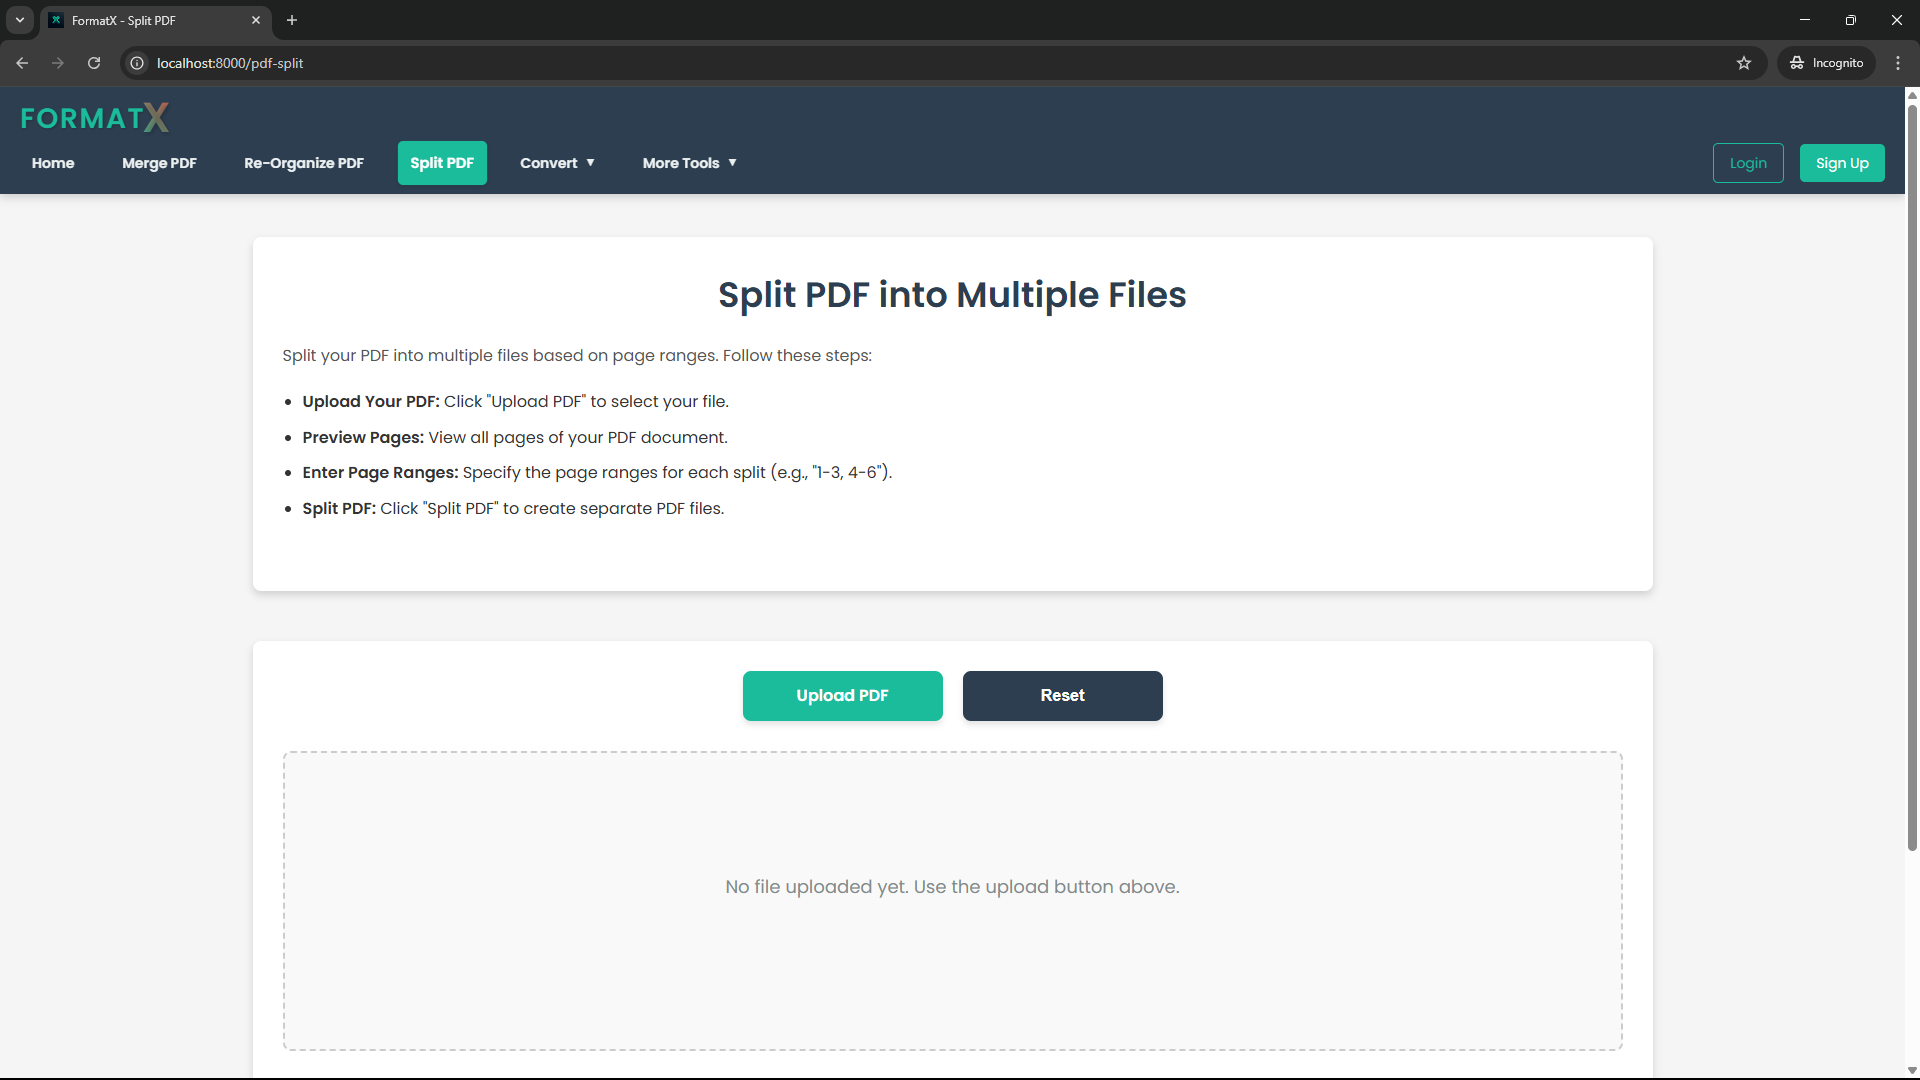 FormatX - Split PDF
localhost:8000/pdf-split
Incognito
FORMATX
Home
Merge PDF
Re-Organize PDF
Split PDF
Convert ▼
More Tools ▼
Login
Sign Up
Split PDF into Multiple Files
Split your PDF into multiple files based on page ranges. Follow these steps:
• Upload Your PDF: Click "Upload PDF" to select your file.
• Preview Pages: View all pages of your PDF document.
• Enter Page Ranges: Specify the page ranges for each split (e.g., "1-3, 4-6").
• Split PDF: Click "Split PDF" to create separate PDF files.
Upload PDF
Reset
No file uploaded yet. Use the upload button above.